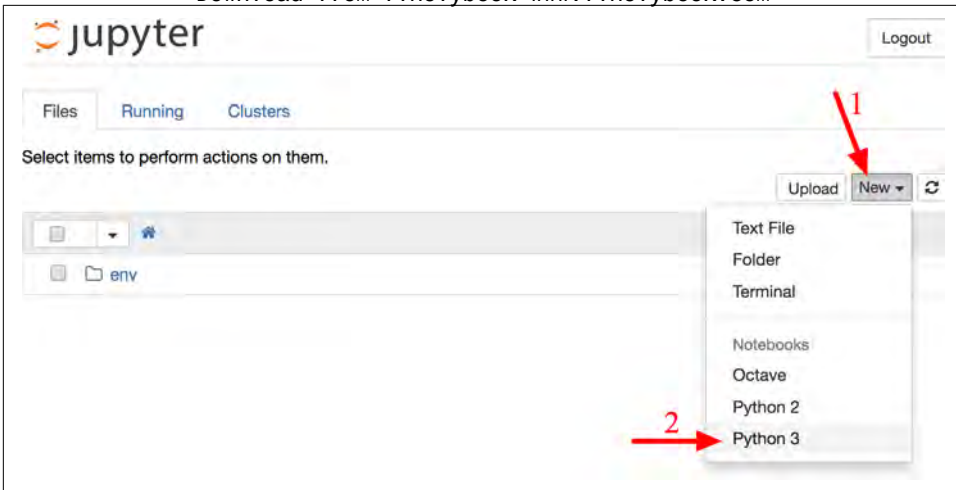 jupyter
Logout
Files Running Clusters
1
Select items to perform actions on them.
Upload New
Text File
env
Folder
Terminal
Notebooks
Octave
Python 2
2
Python 3